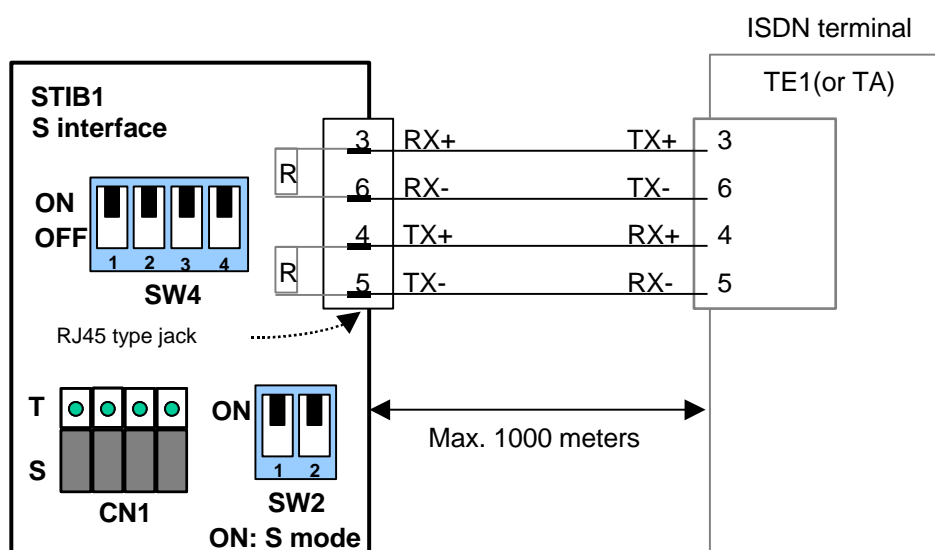 ISDN terminal
TE1(or TA)
STIB1
S interface
3 RX+ TX+ 3
R
6 RX- TX- 6
ON
OFF
1 2 3 4
SW4
4 TX+ RX+ 4
R
5 TX- RX- 5
RJ45 type jack
T
S
CN1
ON
1 2
SW2
ON: S mode
Max. 1000 meters